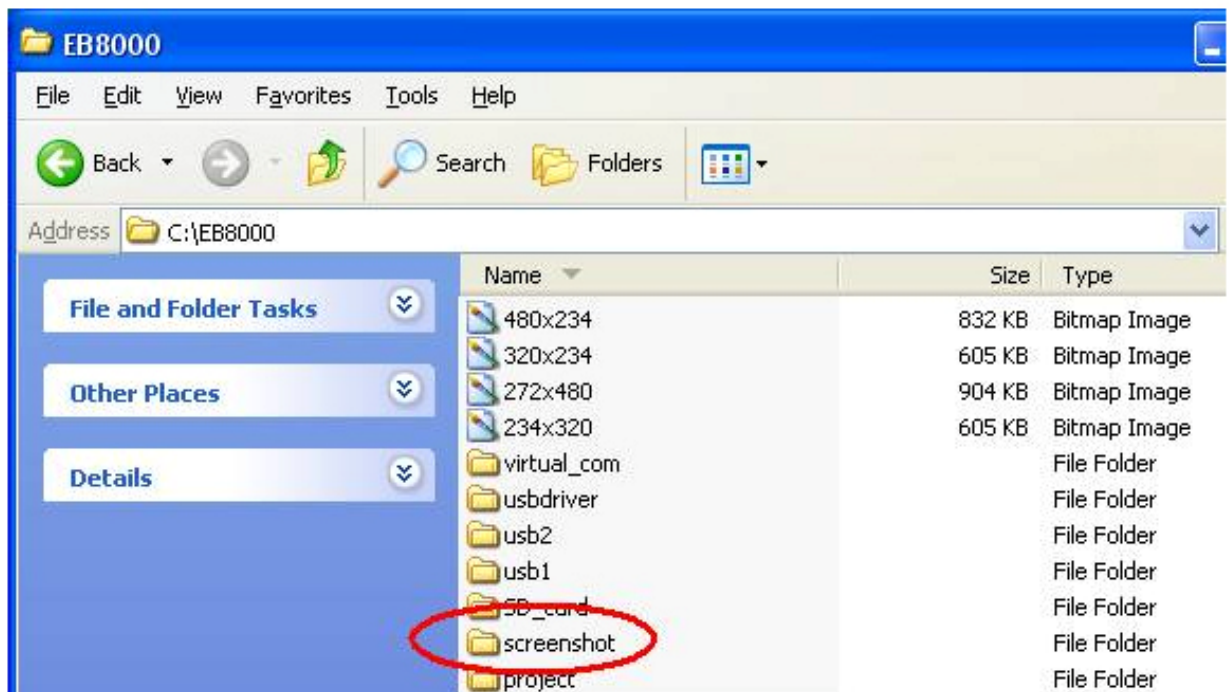 EB8000
File Edit View Favorites Tools Help
Back Search Folders
Address C:\EB8000
Name Size Type
File and Folder Tasks
Other Places
Details
480x234 832 KB Bitmap Image
320x234 605 KB Bitmap Image
272x480 904 KB Bitmap Image
234x320 605 KB Bitmap Image
virtual_com File Folder
usbdriver File Folder
usb2 File Folder
usb1 File Folder
SD_card File Folder
screenshot File Folder
project File Folder